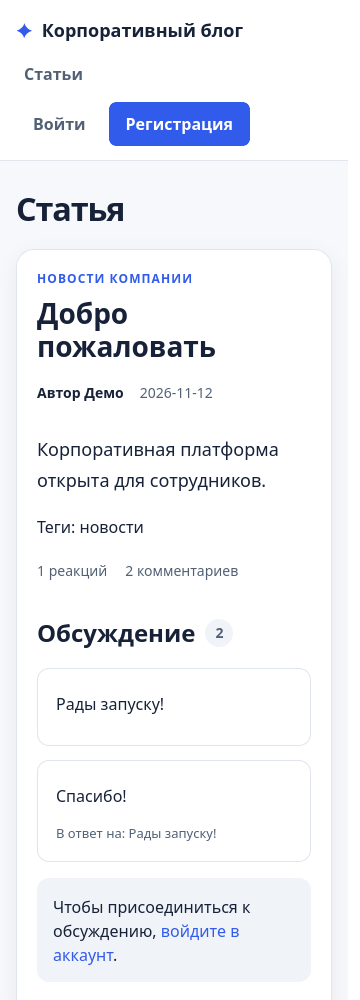 Корпоративный блог
Статьи
Войти
Регистрация
Статья
НОВОСТИ КОМПАНИИ
Добро
пожаловать
Автор Демо 2026-11-12
Корпоративная платформа
открыта для сотрудников.
Теги: новости
1 реакций 2 комментариев
Обсуждение 2
Рады запуску!
Спасибо!
В ответ на: Рады запуску!
Чтобы присоединиться к
обсуждению, войдите в
аккаунт.